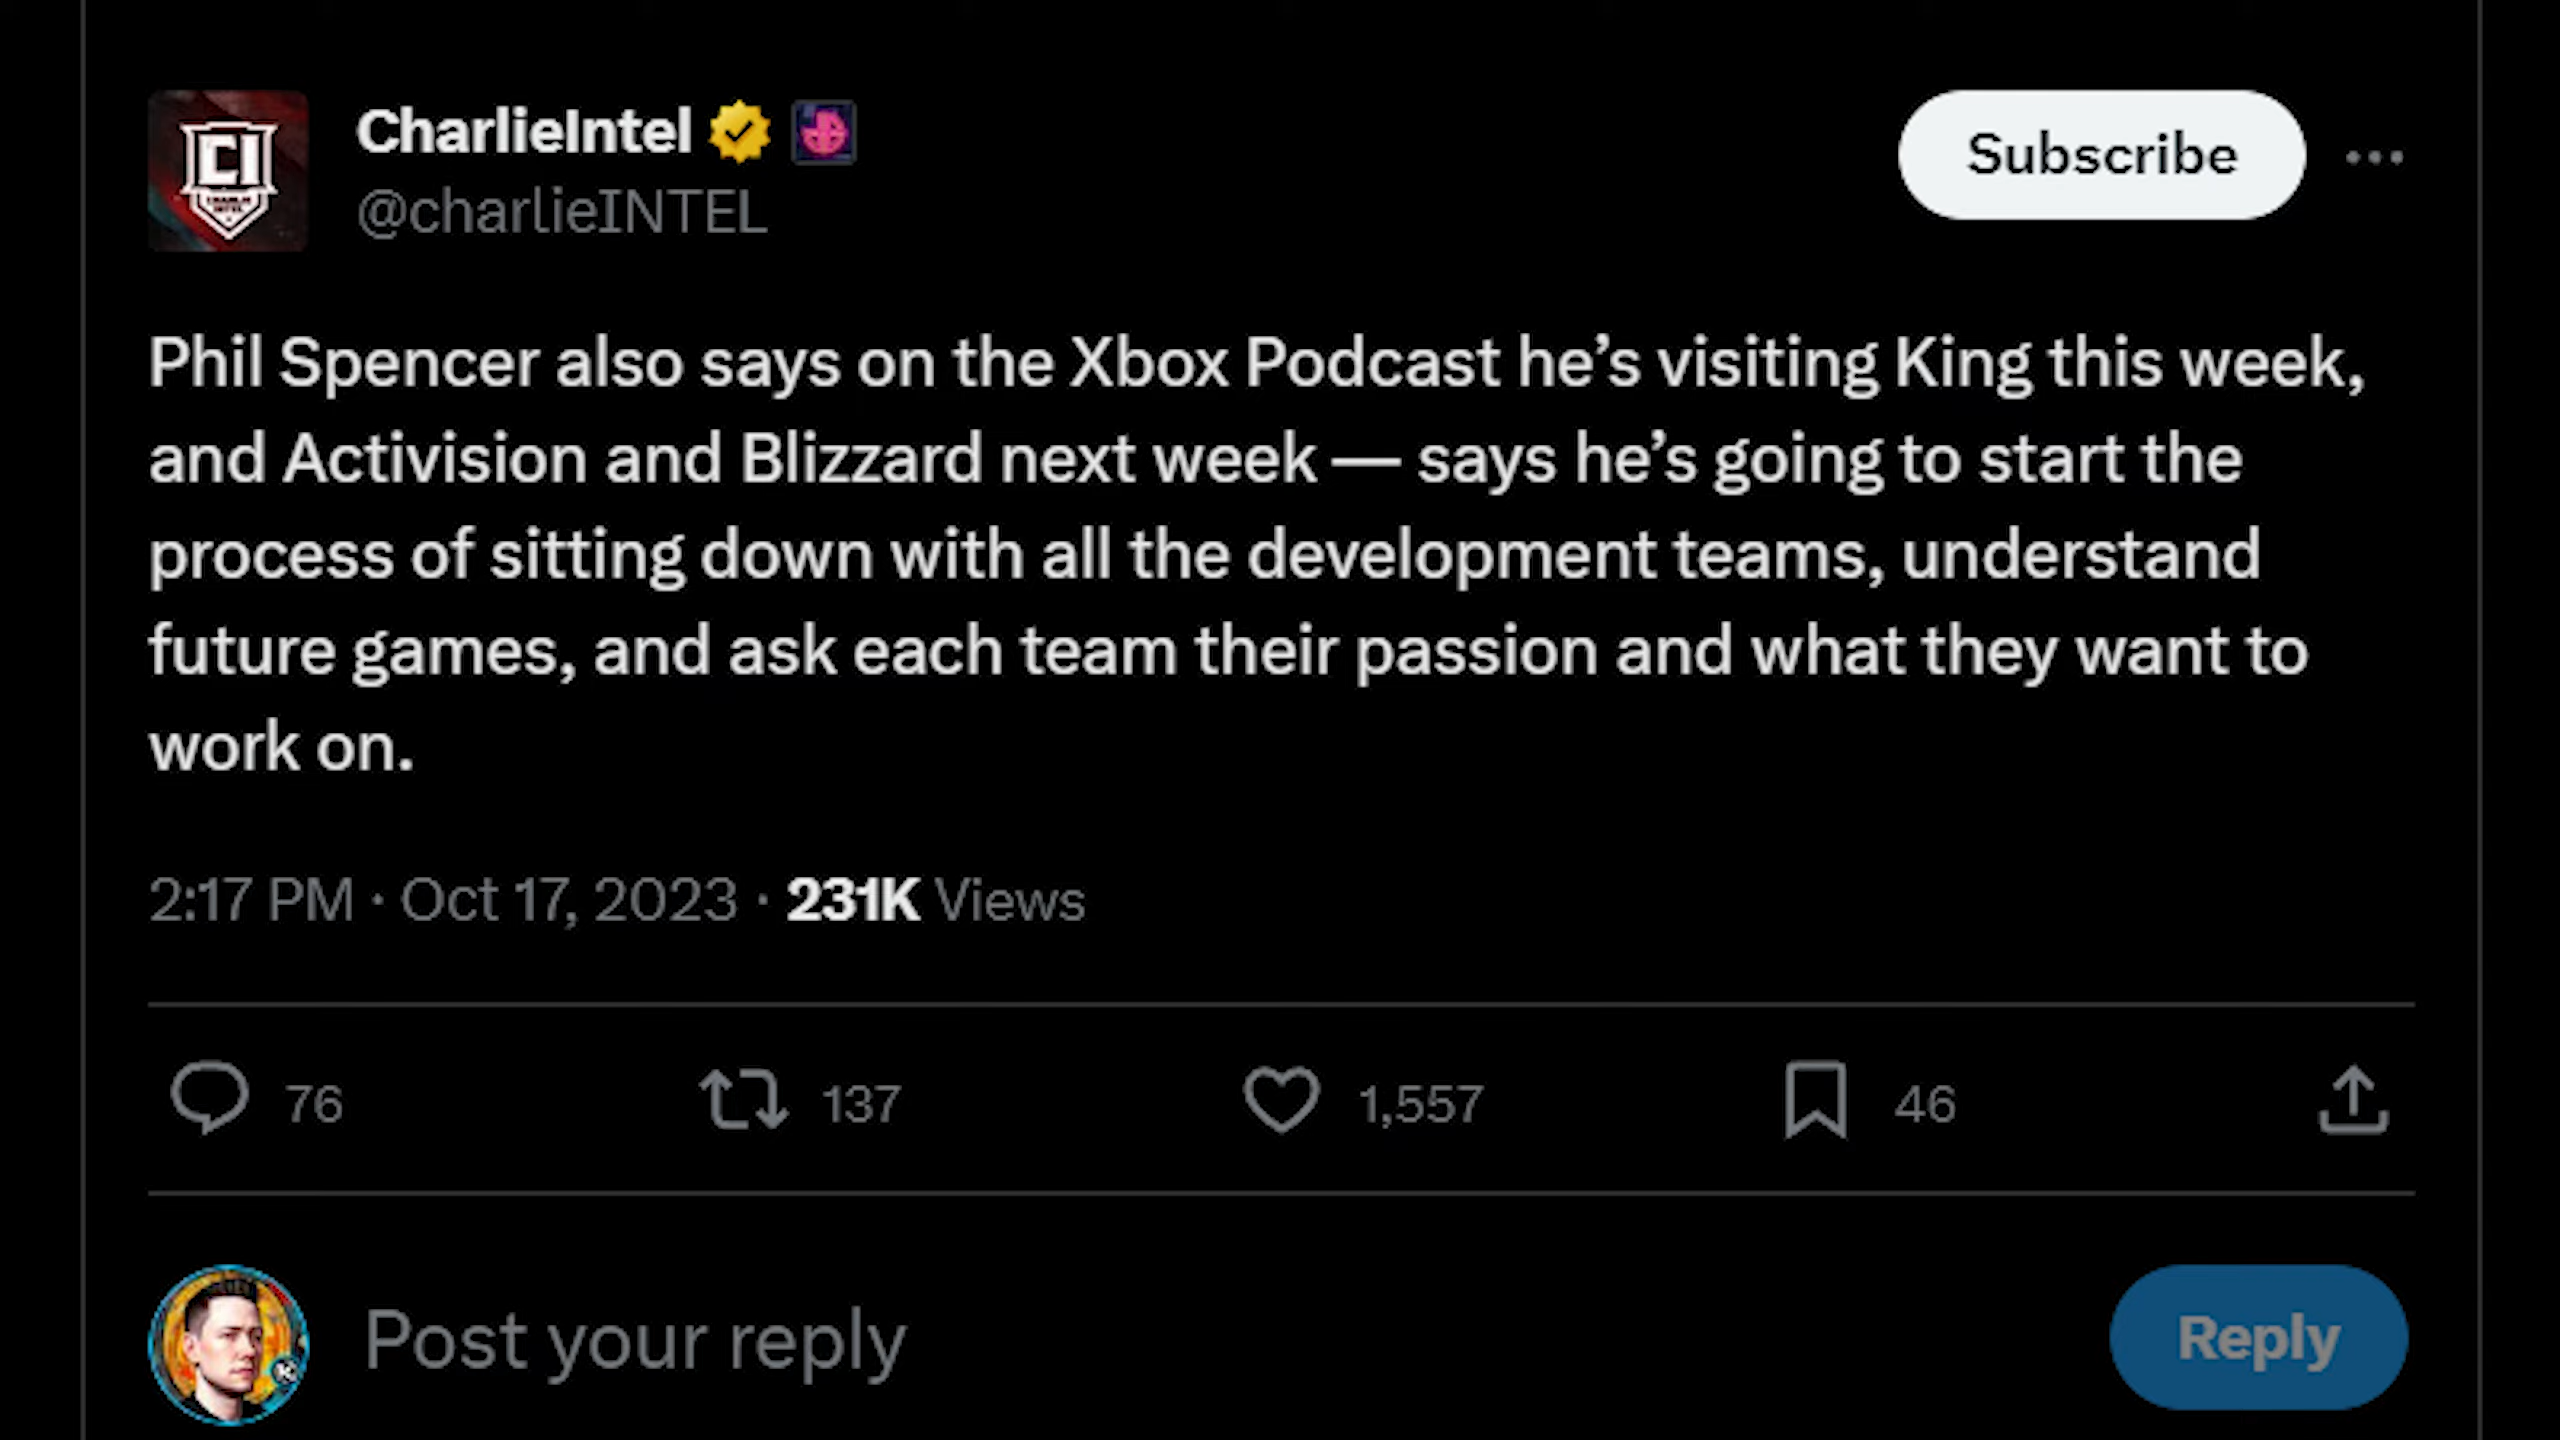 CI
CharlieIntel
@charlieINTEL
Subscribe
Phil Spencer also says on the Xbox Podcast he’s visiting King this week,
and Activision and Blizzard next week — says he’s going to start the
process of sitting down with all the development teams, understand
future games, and ask each team their passion and what they want to
work on.
2:17 PM · Oct 17, 2023 · 231K Views
76 137 1,557 46
Post your reply
Reply